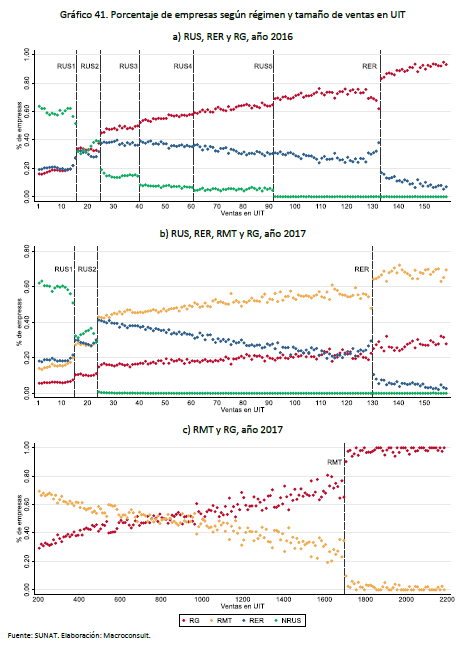 Gráfico 41. Porcentaje de empresas según régimen y tamaño de ventas en UIT
a) RUS, RER y RG, año 2016
RUS1 RUS2 RUS3 RUS4 RUS5 RER
% de empresas
1.00
0.80
0.60
0.40
0.20
0.00
1 10 20 30 40 50 60 70 80 90 100 110 120 130 140 150
Ventas en UIT
b) RUS, RER, RMT y RG, año 2017
RUS1 RUS2 RER
% de empresas
0.80
0.60
0.40
0.20
0.00
1 10 20 30 40 50 60 70 80 90 100 110 120 130 140 150
Ventas en UIT
c) RMT y RG, año 2017
RMT
% de empresas
1.00
0.80
0.60
0.40
0.20
0.00
200 400 600 800 1000 1200 1400 1600 1800 2000 2200
Ventas en UIT
RG RMT RER NRUS
Fuente: SUNAT. Elaboración: Macroconsult.